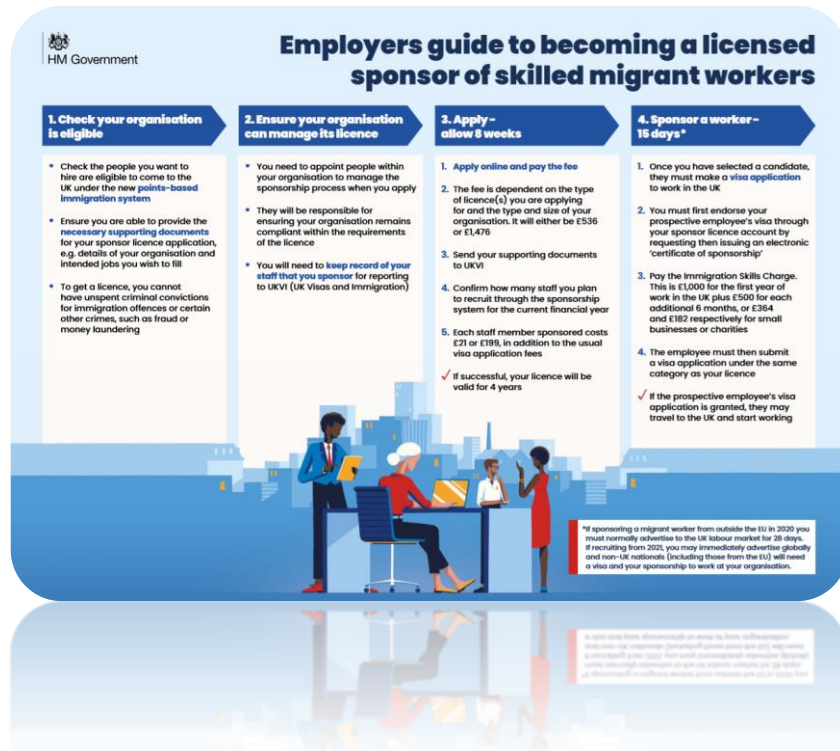 HM Government
Employers guide to becoming a licensed
sponsor of skilled migrant workers
1. Check your organisation
is eligible
• Check the people you want to
hire are eligible to come to the
UK under the new points-based
immigration system
• Ensure you are able to provide the
necessary supporting documents
for your sponsor licence application,
e.g. details of your organisation and
intended jobs you wish to fill
• To get a licence, you cannot
have unspent criminal convictions
for immigration offences or certain
other crimes, such as fraud or
money laundering
2. Ensure your organisation
can manage its licence
• You need to appoint people within
your organisation to manage the
sponsorship process when you apply
• They will be responsible for
ensuring your organisation remains
compliant within the requirements
of the licence
• You will need to keep record of your
staff that you sponsor for reporting
to UKVI (UK Visas and Immigration)
3. Apply –
allow 8 weeks
1. Apply online and pay the fee
2. The fee is dependent on the type
of licence(s) you are applying
for and the type and size of your
organisation. It will either be £536
or £1,476
3. Send your supporting documents
to UKVI
4. Confirm how many staff you plan
to recruit through the sponsorship
system for the current financial year
5. Each staff member sponsored costs
£21 or £199, in addition to the usual
visa application fees
✓ If successful, your licence will be
valid for 4 years
4. Sponsor a worker –
15 days*
1. Once you have selected a candidate,
they must make a visa application
to work in the UK
2. You must first endorse your
prospective employee's visa through
your sponsor licence account by
requesting then issuing an electronic
'certificate of sponsorship'
3. Pay the Immigration Skills Charge.
This is £1,000 for the first year of
work in the UK plus £500 for each
additional 6 months, or £364
and £182 respectively for small
businesses or charities
4. The employee must then submit
a visa application under the same
category as your licence
✓ If the prospective employee's visa
application is granted, they may
travel to the UK and start working
*If sponsoring a migrant worker from outside the EU in 2020 you
must normally advertise to the UK labour market for 28 days.
If recruiting from 2021, you may immediately advertise globally
and non-UK nationals (including those from the EU) will need
a visa and your sponsorship to work at your organisation.